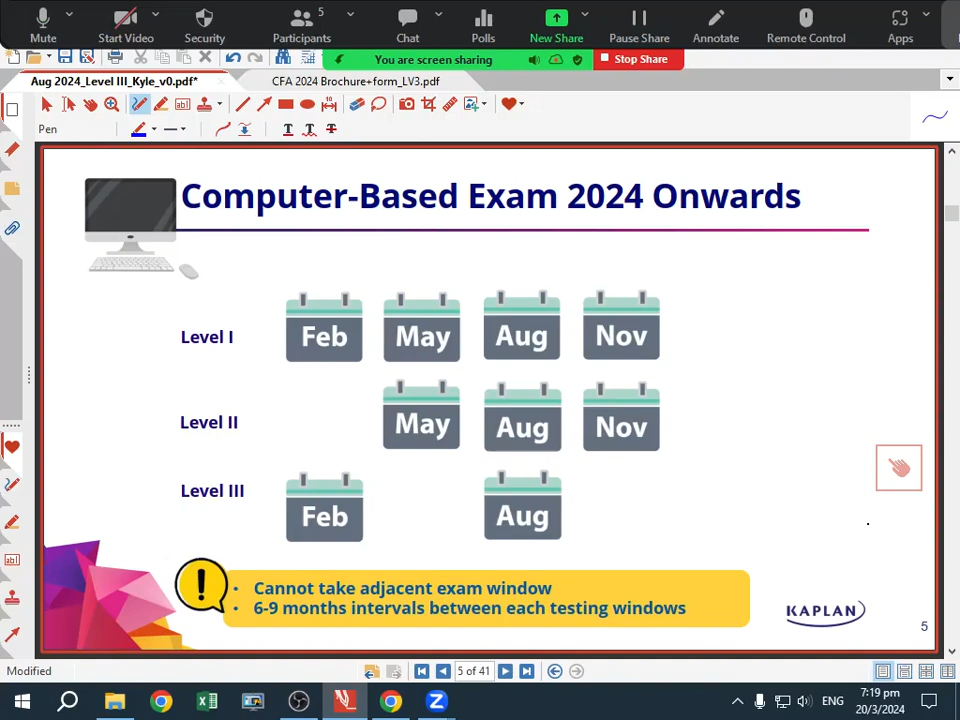 5
Mute
Start Video
Security
Participants
Chat
Polls
New Share
Pause Share
Annotate
Remote Control
Apps
You are screen sharing
Stop Share
Aug 2024_Level III_Kyle_v0.pdf*
CFA 2024 Brochure+form_LV3.pdf
Pen
T T T
Computer-Based Exam 2024 Onwards
Level I
Feb May Aug Nov
Level II
May Aug Nov
Level III
Feb Aug
!
• Cannot take adjacent exam window
• 6-9 months intervals between each testing windows
KAPLAN
5
Modified
5 of 41
ENG
7:19 pm
20/3/2024